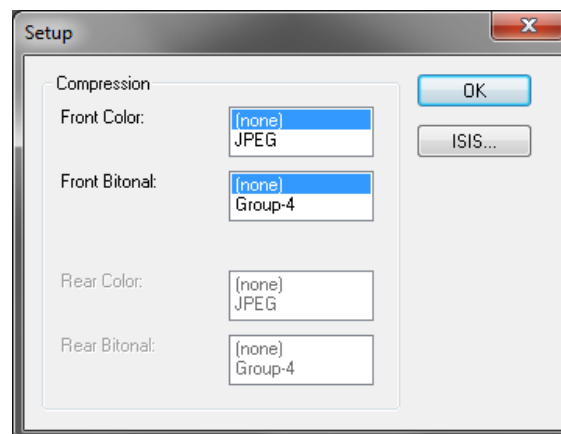 Setup
Compression
Front Color:
(none)
JPEG
Front Bitonal:
(none)
Group-4
Rear Color:
(none)
JPEG
Rear Bitonal:
(none)
Group-4
OK
ISIS...